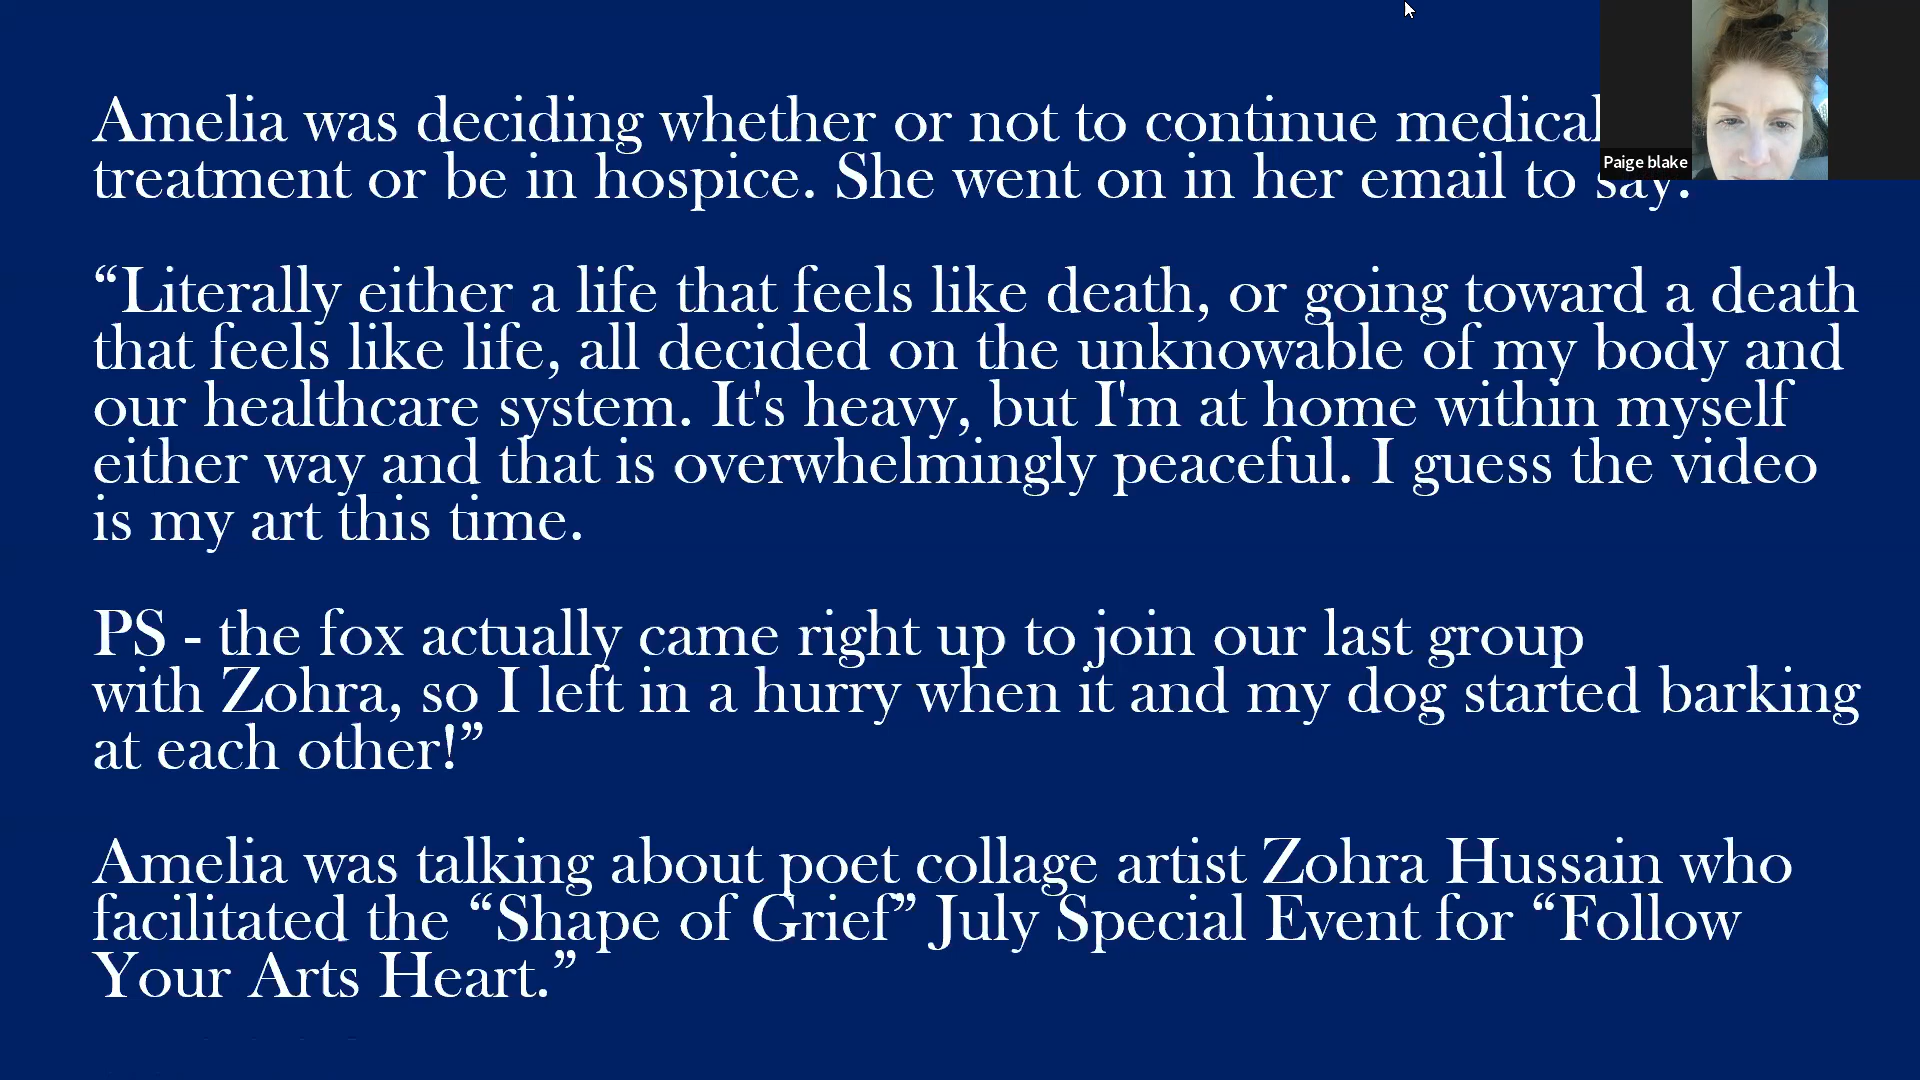 Amelia was deciding whether or not to continue medical
treatment or be in hospice. She went on in her email to say:
“Literally either a life that feels like death, or going toward a death
that feels like life, all decided on the unknowable of my body and
our healthcare system. It's heavy, but I'm at home within myself
either way and that is overwhelmingly peaceful. I guess the video
is my art this time.
PS - the fox actually came right up to join our last group
with Zohra, so I left in a hurry when it and my dog started barking
at each other!”
Amelia was talking about poet collage artist Zohra Hussain who
facilitated the “Shape of Grief” July Special Event for “Follow
Your Arts Heart.”
Paige blake